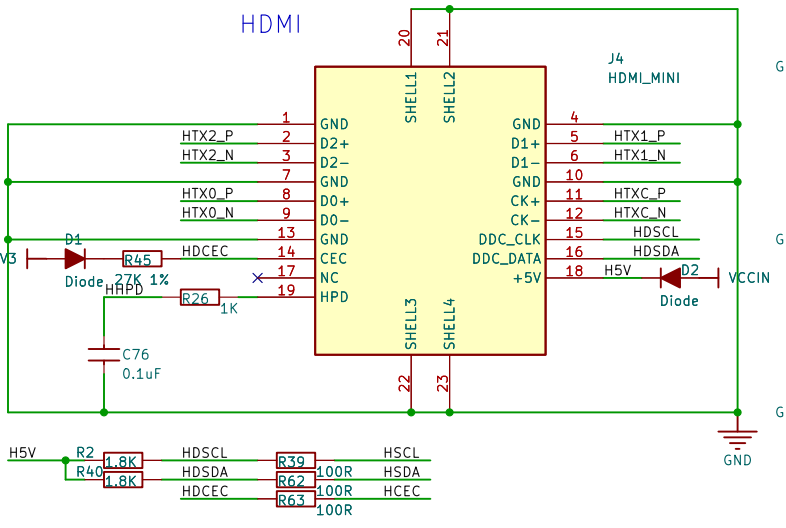 HDMI
20
21
SHELL1
SHELL2
J4
HDMI_MINI
G
1
GND
GND
4
HTX2_P
2
D2+
D1+
5
HTX1_P
HTX2_N
3
D2-
D1-
6
HTX1_N
7
GND
GND
10
HTX0_P
8
D0+
CK+
11
HTXC_P
HTX0_N
9
D0-
CK-
12
HTXC_N
13
GND
DDC_CLK
15
HDSCL
G
D1
V3
R45
HDCEC
14
CEC
DDC_DATA
16
HDSDA
Diode
27K 1%
17
NC
+5V
18
H5V
D2
VCCIN
Diode
HHPD
R26
1K
19
HPD
SHELL3
SHELL4
C76
0.1uF
22
23
G
GND
H5V
R2
1.8K
HDSCL
R39
100R
HSCL
R40
1.8K
HDSDA
R62
100R
HSDA
HDCEC
R63
100R
HCEC